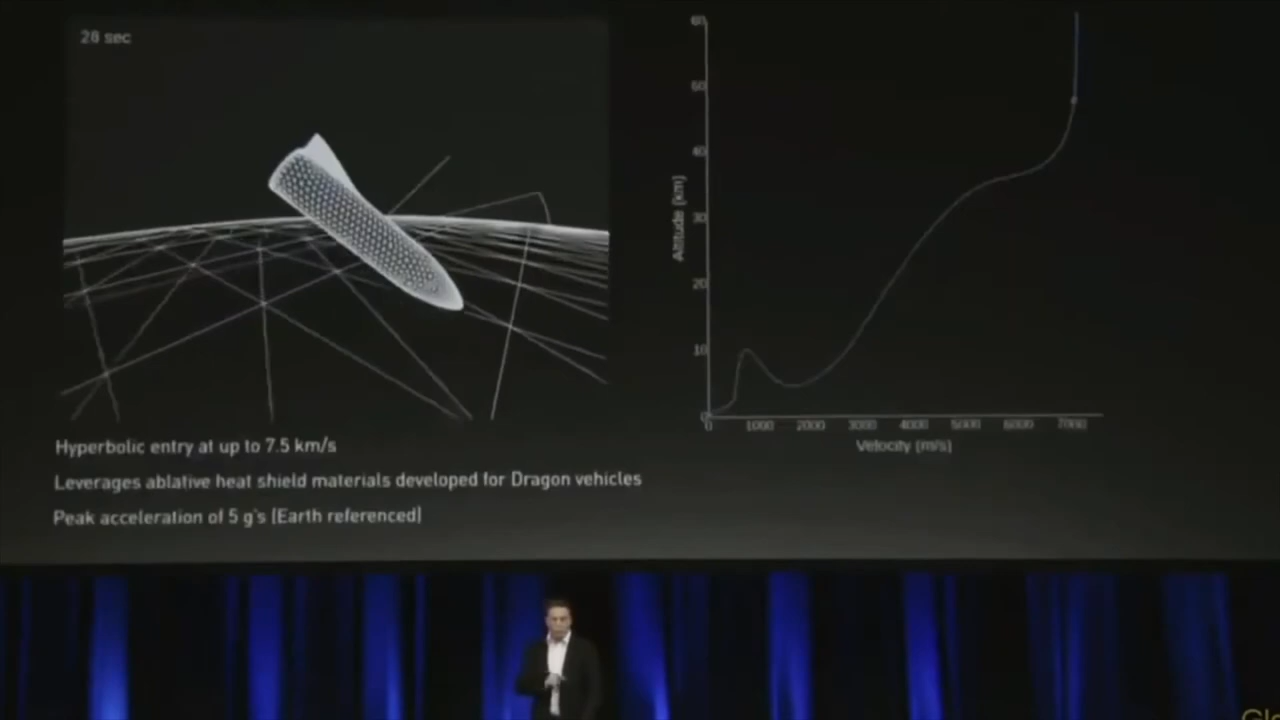 28 sec
60
50
40
30
20
10
0
Altitude (km)
0 1000 2000 3000 4000 5000 6000 7000
Velocity (m/s)
Hyperbolic entry at up to 7.5 km/s
Leverages ablative heat shield materials developed for Dragon vehicles
Peak acceleration of 5 g's (Earth referenced)